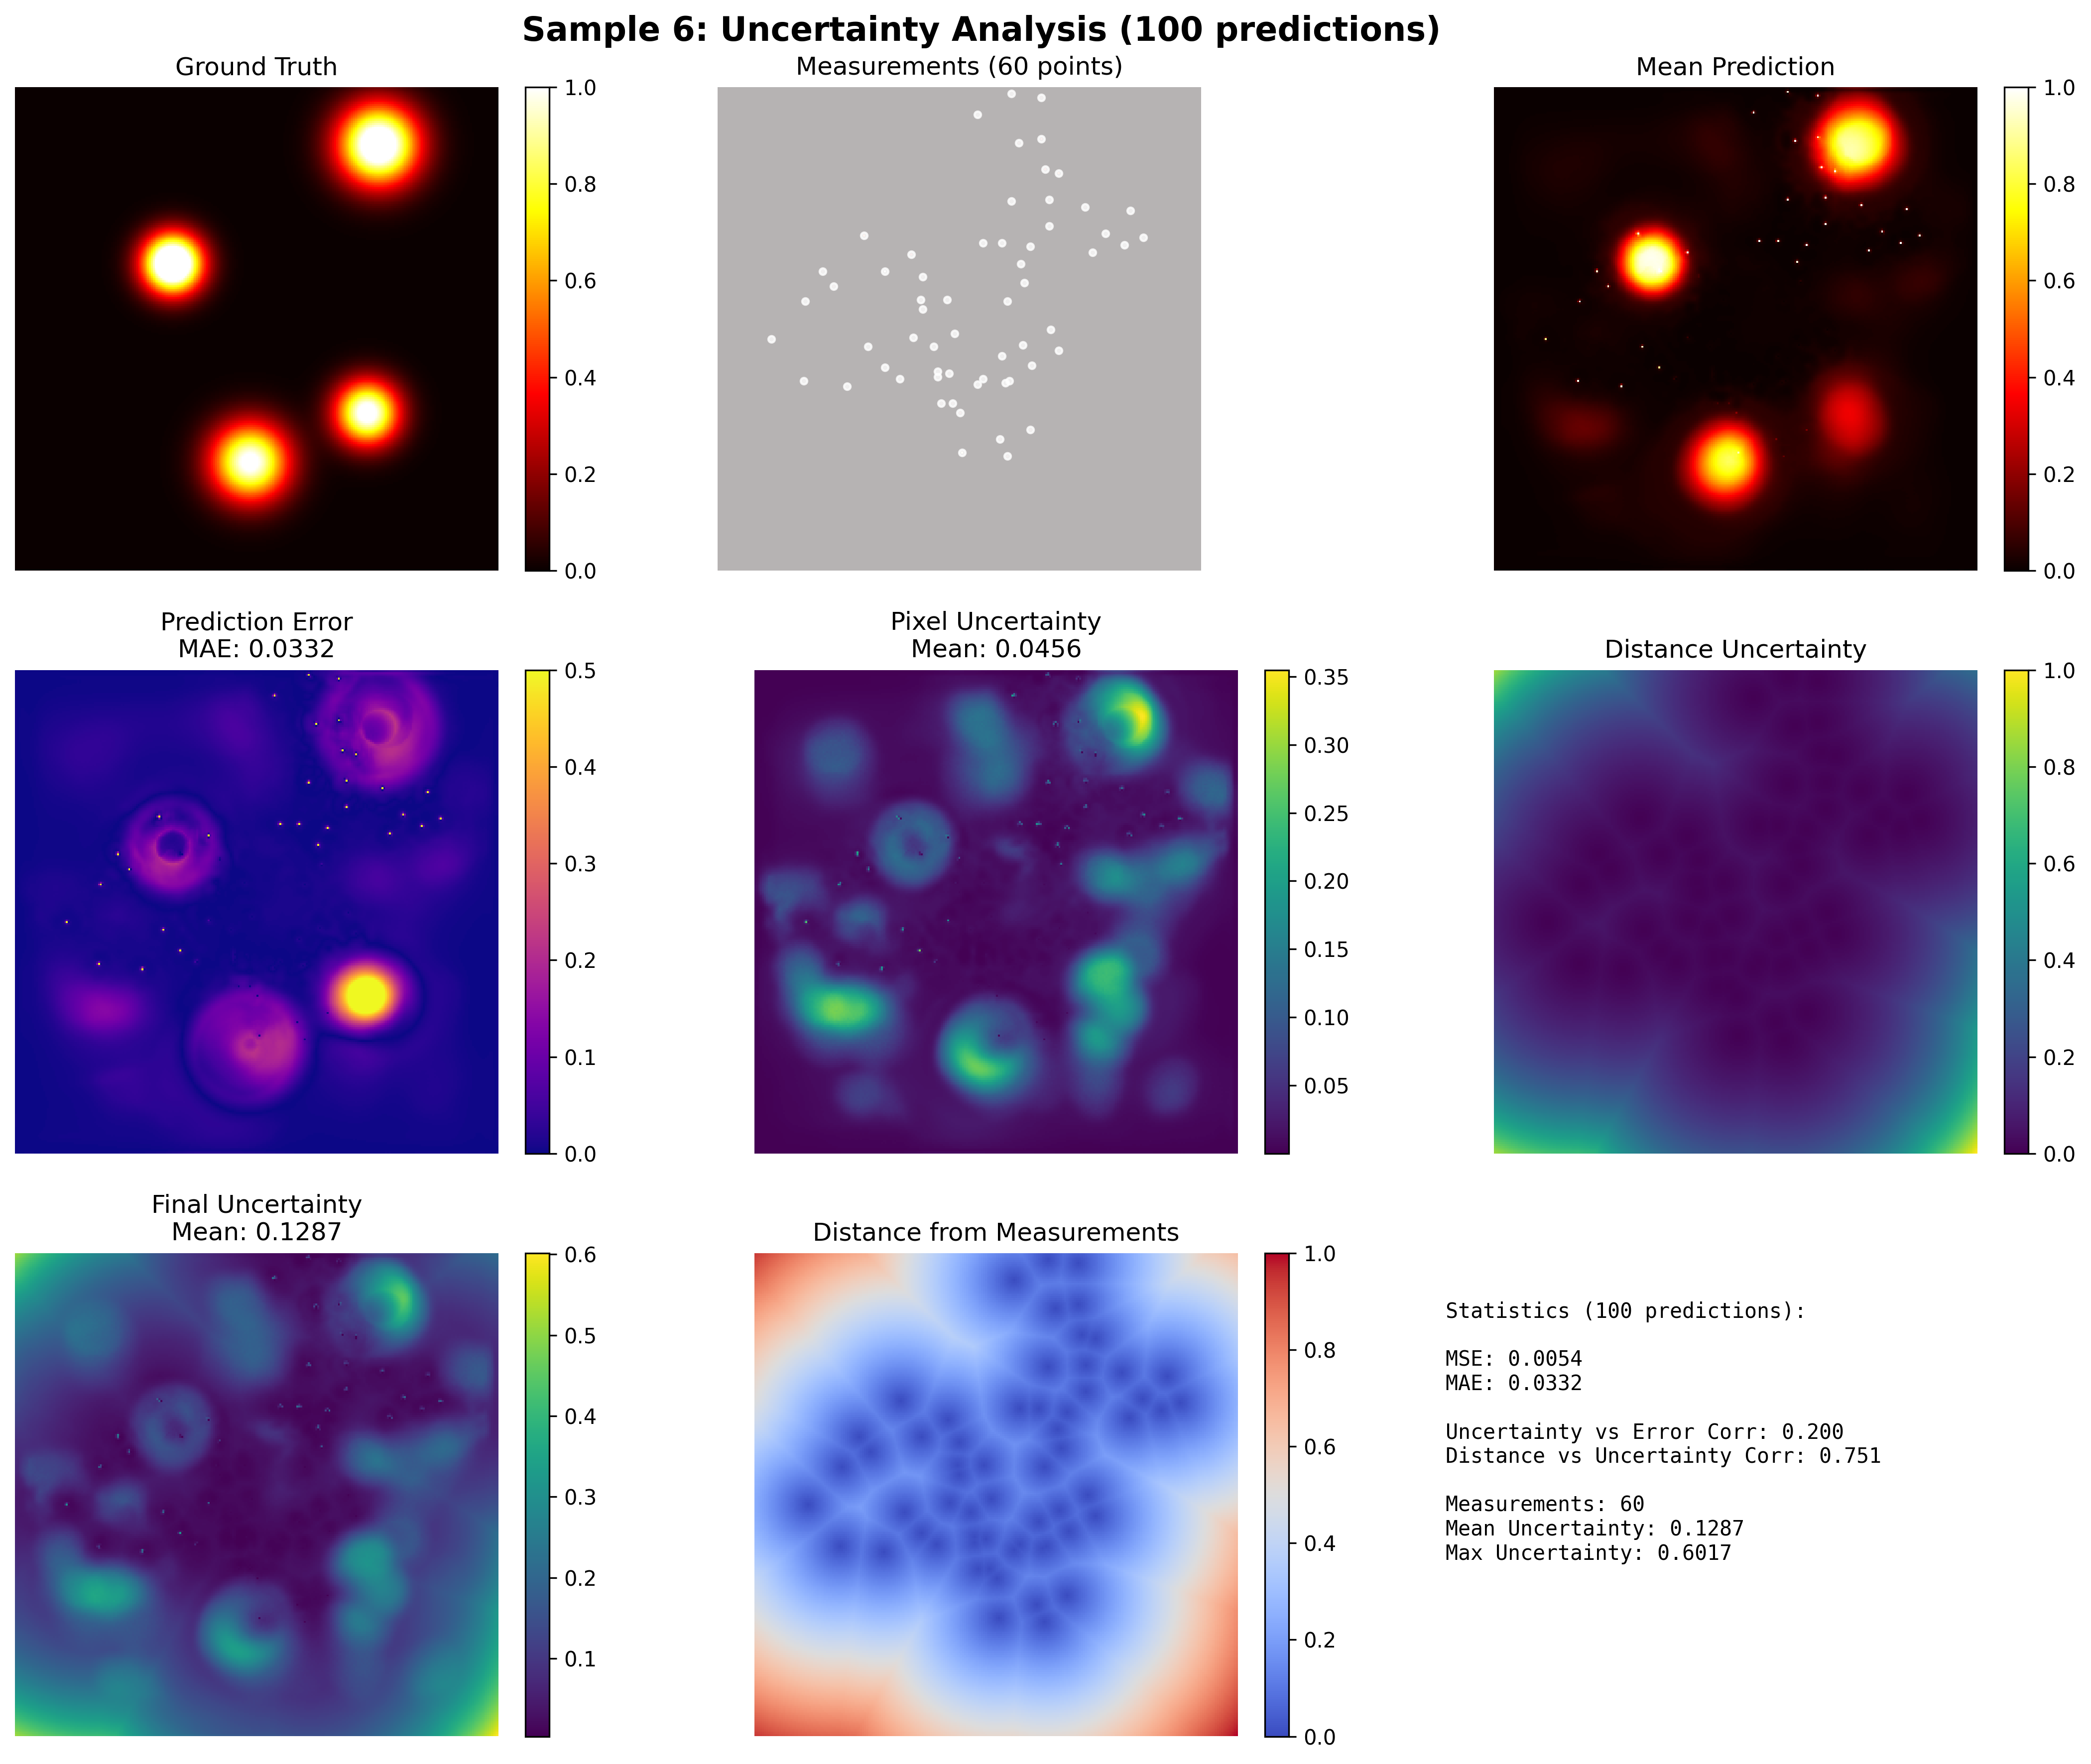 Sample 6: Uncertainty Analysis (100 predictions)
Ground Truth
1.0
0.8
0.6
0.4
0.2
0.0
Measurements (60 points)
Mean Prediction
1.0
0.8
0.6
0.4
0.2
0.0
Prediction Error
MAE: 0.0332
0.5
0.4
0.3
0.2
0.1
0.0
Pixel Uncertainty
Mean: 0.0456
0.35
0.30
0.25
0.20
0.15
0.10
0.05
Distance Uncertainty
1.0
0.8
0.6
0.4
0.2
0.0
Final Uncertainty
Mean: 0.1287
0.6
0.5
0.4
0.3
0.2
0.1
Distance from Measurements
1.0
0.8
0.6
0.4
0.2
0.0
Statistics (100 predictions):
MSE: 0.0054
MAE: 0.0332
Uncertainty vs Error Corr: 0.200
Distance vs Uncertainty Corr: 0.751
Measurements: 60
Mean Uncertainty: 0.1287
Max Uncertainty: 0.6017